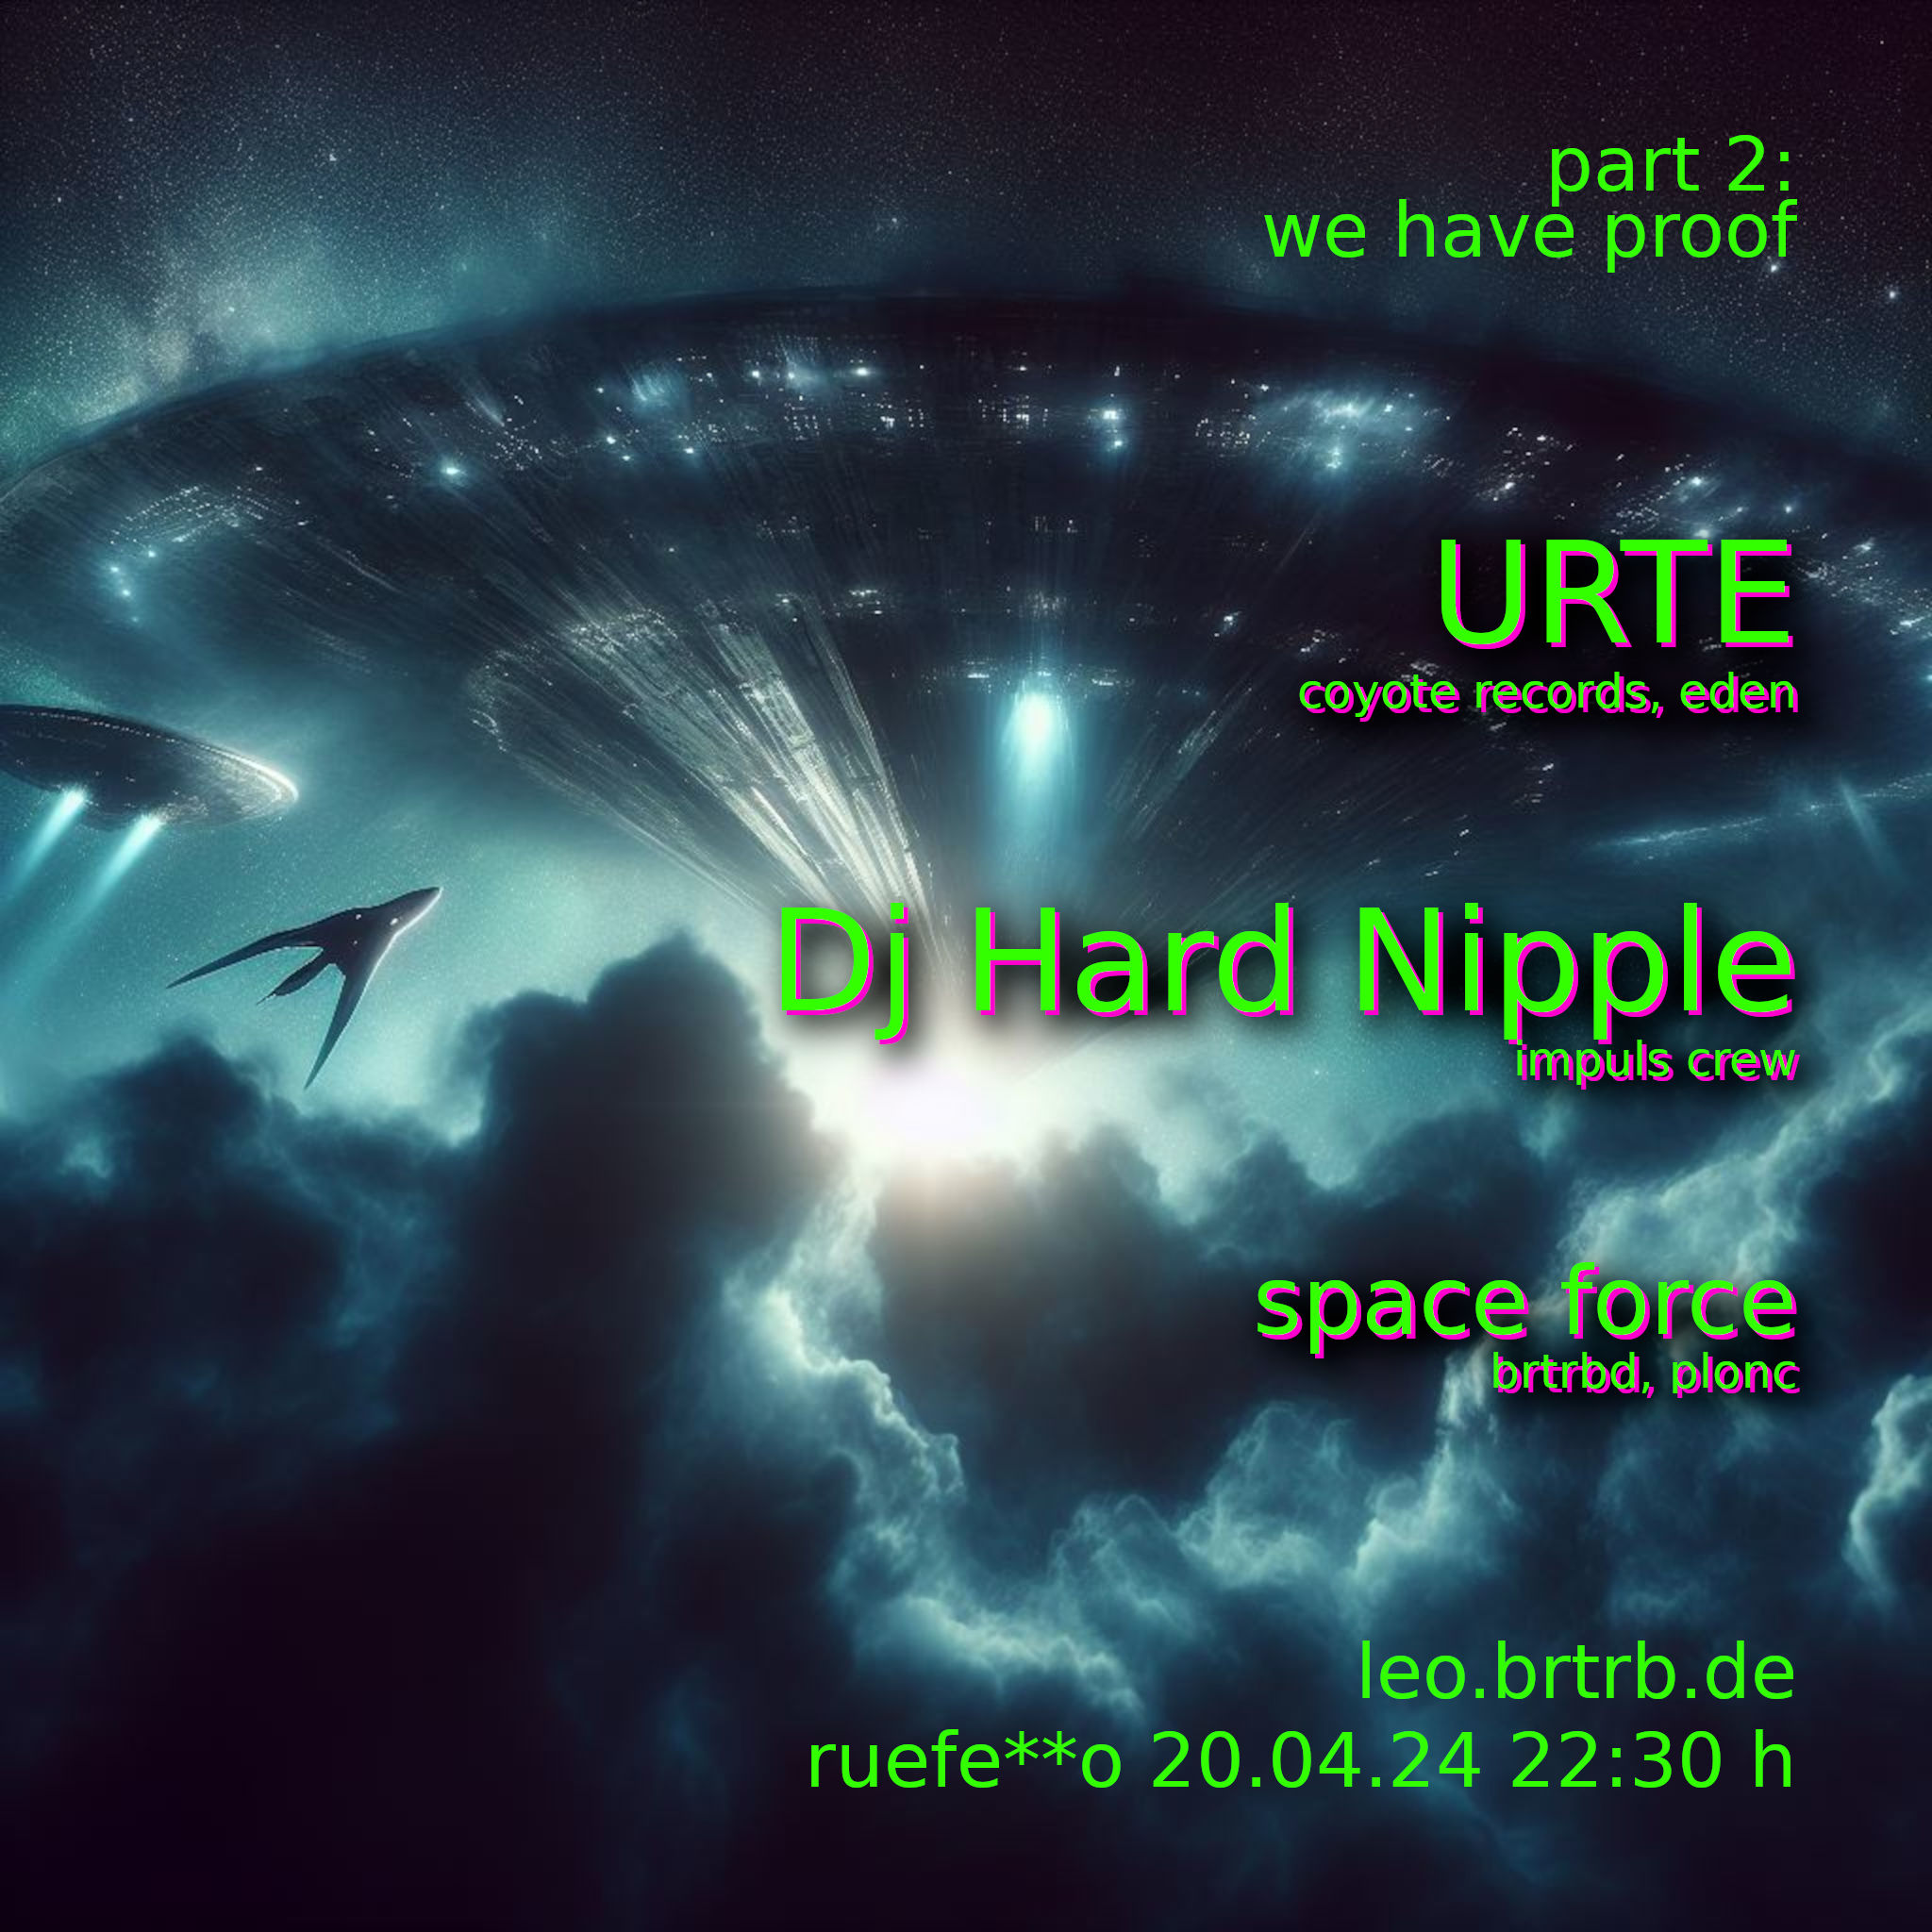 part 2:
we have proof
URTE
coyote records, eden
Dj Hard Nipple
impuls crew
space force
brtrbd, plonc
leo.brtrb.de
ruefe**o 20.04.24 22:30 h